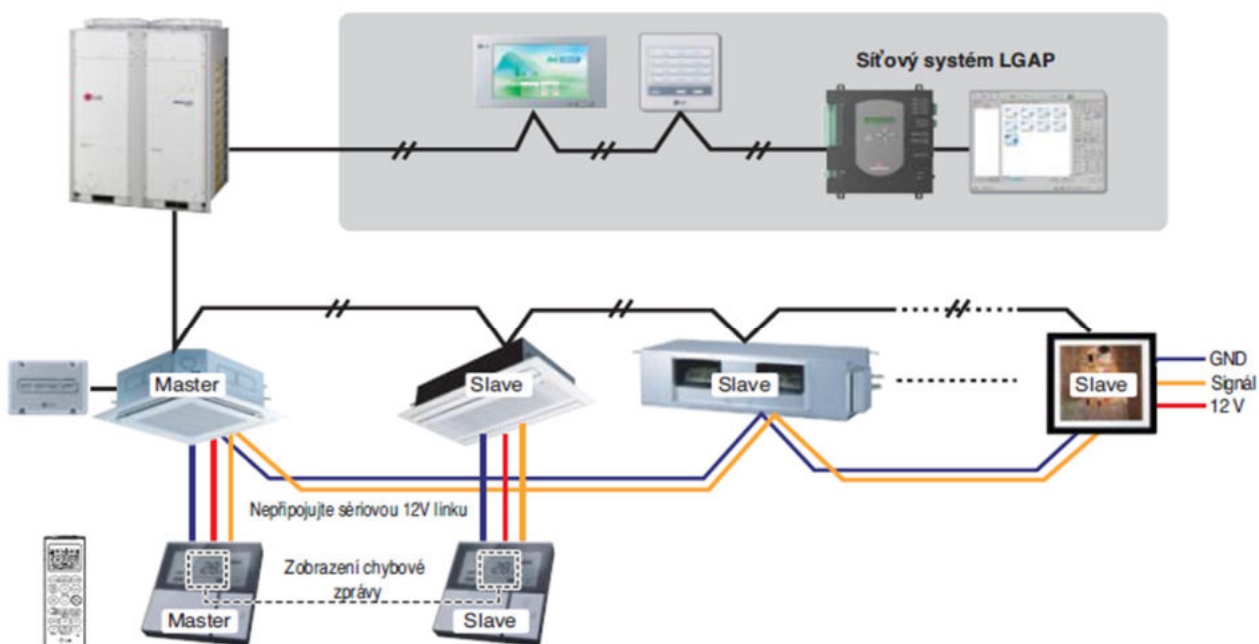 Síťový systém LGAP
Master
Slave
Slave
Slave
GND
Signál
12 V
Nepřipojujte sériovou 12V linku
Zobrazení chybové
zprávy
Master
Slave